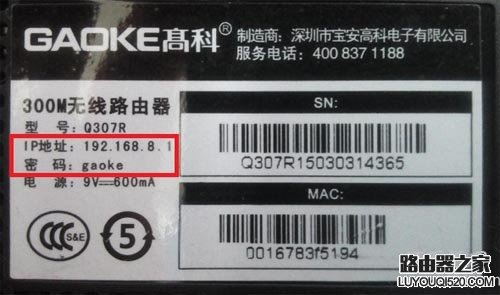 GAOKE高科®
制造商：深圳市宝安高科电子有限公司
服务电话：400 837 1188
300M无线路由器
型 号：Q307R
IP地址：192.168.8.1
密 码：gaoke
电 源：9V⎓600mA
SN:
Q307R15030314365
MAC:
0016783f5194
CCC
S&E
5
路由器之家
LUYOUQI520.COM